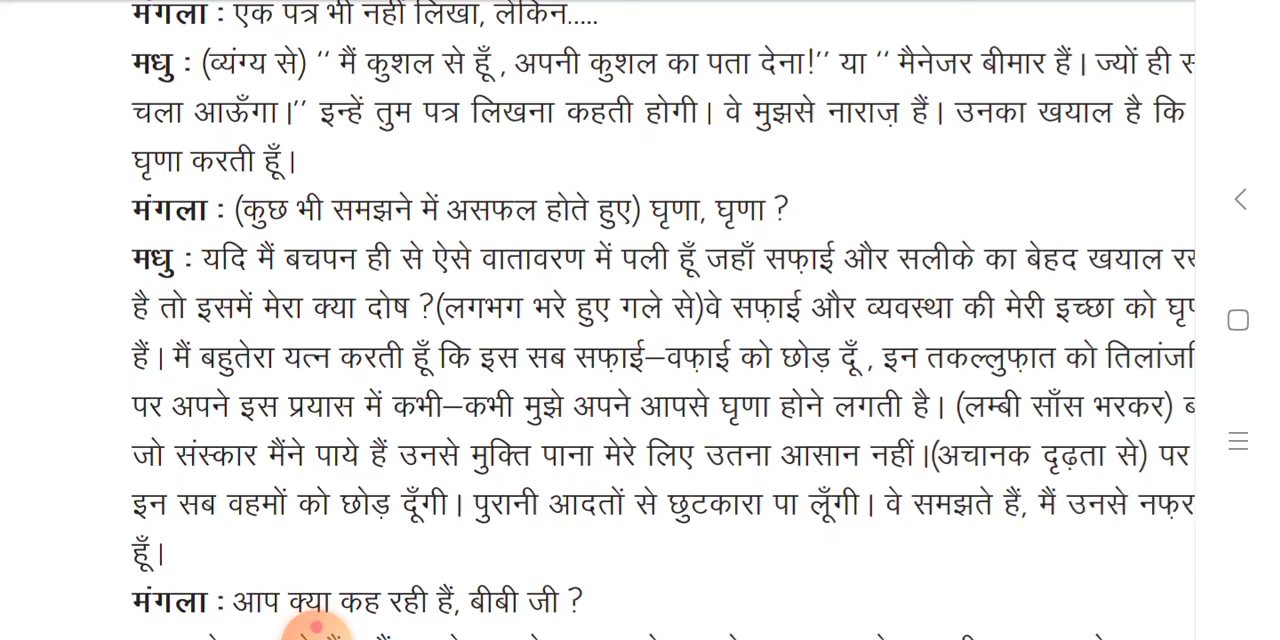 मंगला : एक पत्र भी नहीं लिखा, लेकिन.....
मधु : (व्यंग्य से) " मैं कुशल से हूँ , अपनी कुशल का पता देना!" या " मैनेजर बीमार हैं। ज्यों ही
चला आऊँगा।" इन्हें तुम पत्र लिखना कहती होगी। वे मुझसे नाराज़ हैं। उनका खयाल है कि
घृणा करती हूँ।
मंगला : (कुछ भी समझने में असफल होते हुए) घृणा, घृणा ?
मधु : यदि मैं बचपन ही से ऐसे वातावरण में पली हूँ जहाँ सफ़ाई और सलीके का बेहद खयाल
है तो इसमें मेरा क्या दोष ?(लगभग भरे हुए गले से)वे सफ़ाई और व्यवस्था की मेरी इच्छा को
हैं। मैं बहुतेरा यत्न करती हूँ कि इस सब सफ़ाई–वफ़ाई को छोड़ दूँ , इन तकल्लुफ़ात को
पर अपने इस प्रयास में कभी–कभी मुझे अपने आपसे घृणा होने लगती है। (लम्बी साँस भरकर)
जो संस्कार मैंने पाये हैं उनसे मुक्ति पाना मेरे लिए उतना आसान नहीं।(अचानक दृढ़ता से) पर
इन सब वहमों को छोड़ दूँगी। पुरानी आदतों से छुटकारा पा लूँगी। वे समझते हैं, मैं उनसे
हूँ।
मंगला : आप क्या कह रही हैं, बीबी जी ?